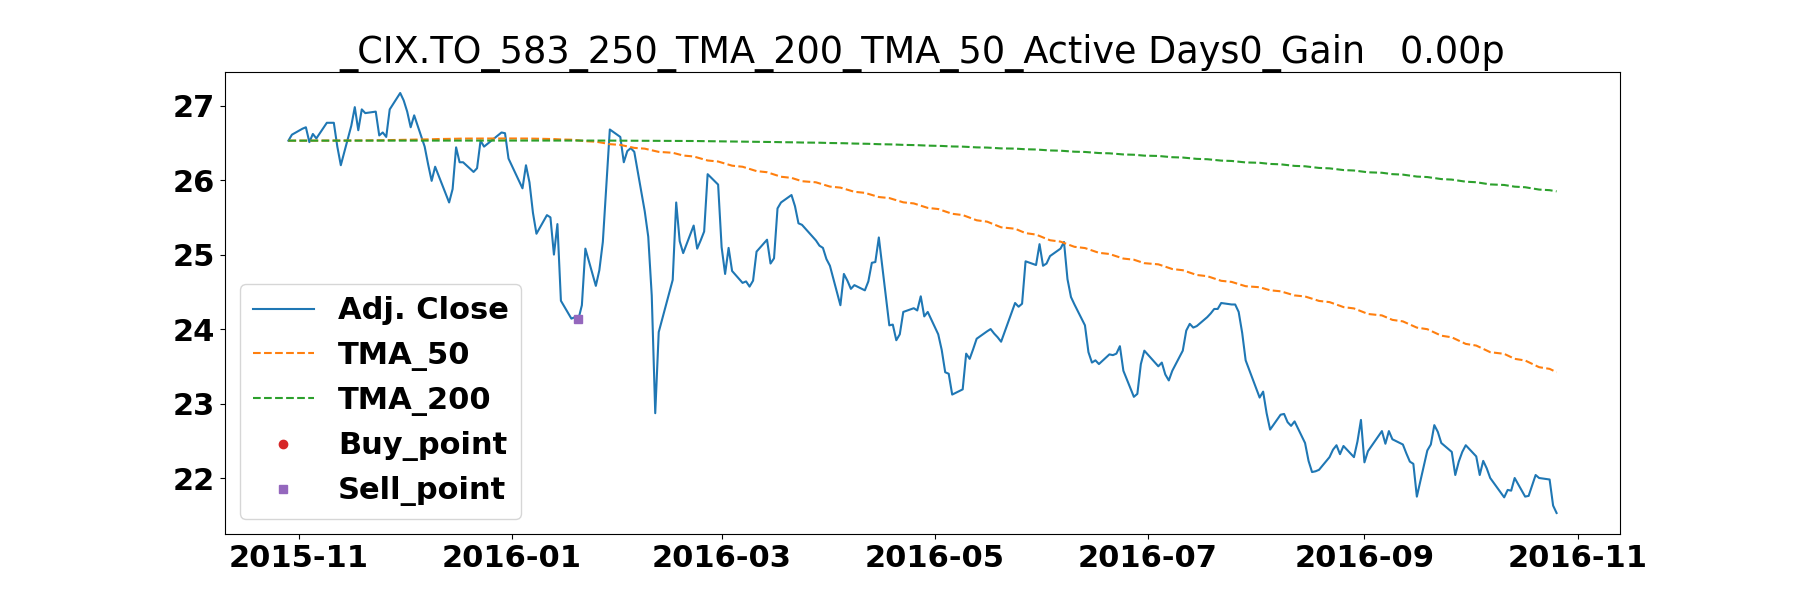 _CIX.TO_583_250_TMA_200_TMA_50_Active Days0_Gain   0.00p
27
26
25
24
23
22
Adj. Close
TMA_50
TMA_200
Buy_point
Sell_point
2015-11 2016-01 2016-03 2016-05 2016-07 2016-09 2016-11